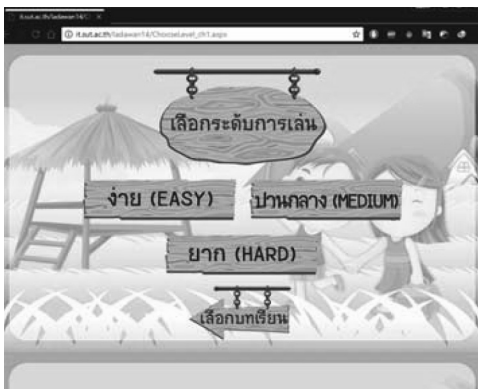 it.sut.ac.th/ladawan14/ChooseLevel_ch1.aspx
เลือกระดับการเล่น
ง่าย (EASY)
ปานกลาง (MEDIUM)
ยาก (HARD)
เลือกบทเรียน